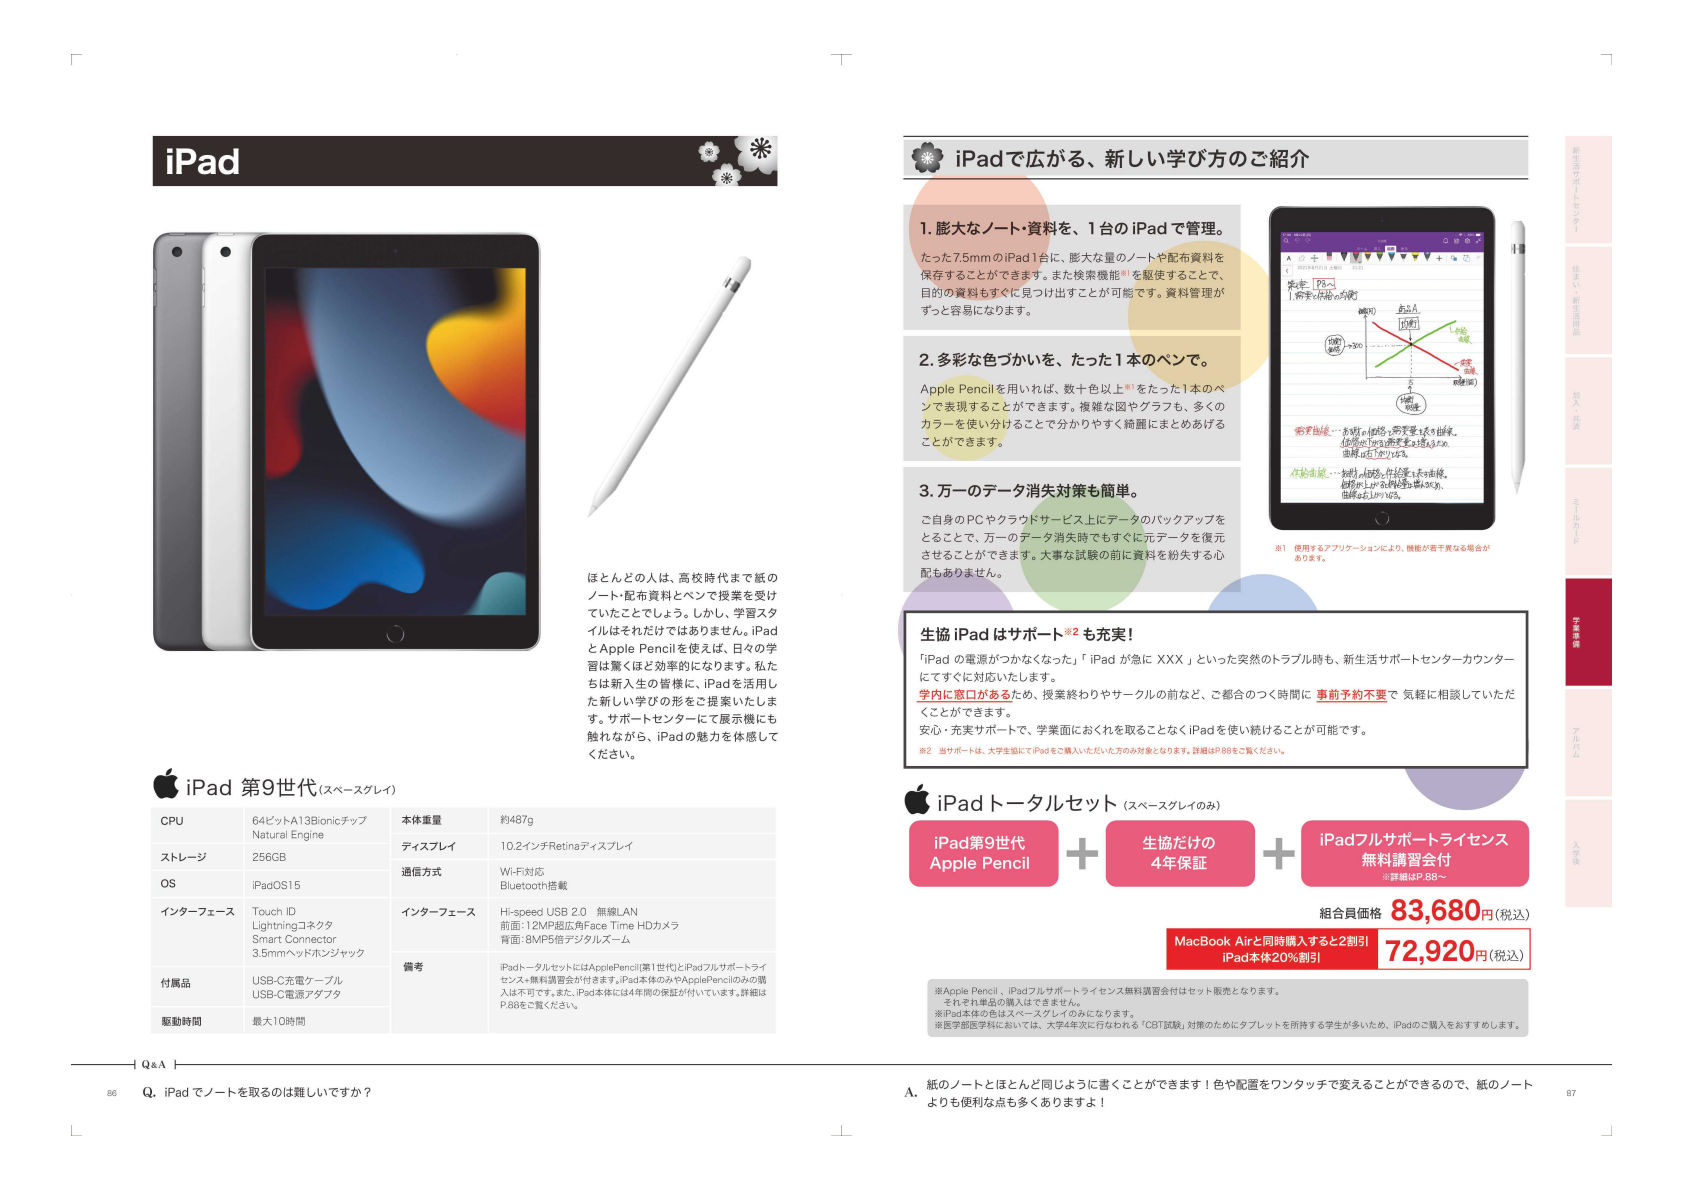 iPad
ほとんどの人は、高校時代まで紙の
ノート・配布資料とペンで授業を受け
ていたことでしょう。しかし、学習スタ
イルはそれだけではありません。iPad
とApple Pencilを使えば、日々の学
習は驚くほど効率的になります。私た
ちは新入生の皆様に、iPadを活用し
た新しい学びの形をご提案いたしま
す。サポートセンターにて展示機にも
触れながら、iPadの魅力を体感して
ください。
iPad 第9世代(スペースグレイ)
CPU
64ビットA13Bionicチップ
Natural Engine
ストレージ
256GB
OS
iPadOS15
インターフェース
Touch ID
Lightningコネクタ
Smart Connector
3.5mmヘッドホンジャック
付属品
USB-C充電ケーブル
USB-C電源アダプタ
駆動時間
最大10時間
本体重量
約487g
ディスプレイ
10.2インチRetinaディスプレイ
通信方式
Wi-Fi対応
Bluetooth搭載
インターフェース
Hi-speed USB 2.0 無線LAN
前面:12MP超広角Face Time HDカメラ
背面:8MP5倍デジタルズーム
備考
iPadトータルセットにはApplePencil(第1世代)とiPadフルサポートライ
センス+無料講習会が付きます。iPad本体のみやApplePencilのみの購
入は不可です。また、iPad本体には4年間の保証が付いています。詳細は
P.88をご覧ください。
Q&A
86
Q. iPad でノートを取るのは難しいですか？
iPadで広がる、新しい学び方のご紹介
1. 膨大なノート・資料を、1台の iPad で管理。
たった7.5mmのiPad1台に、膨大な量のノートや配布資料を
保存することができます。また検索機能※1を駆使することで、
目的の資料もすぐに見つけ出すことが可能です。資料管理が
ずっと容易になります。
2. 多彩な色づかいを、たった1本のペンで。
Apple Pencilを用いれば、数十色以上※1をたった1本のペ
ンで表現することができます。複雑な図やグラフも、多くの
カラーを使い分けることで分かりやすく綺麗にまとめあげる
ことができます。
3. 万一のデータ消失対策も簡単。
ご自身のPCやクラウドサービス上にデータのバックアップを
とることで、万一のデータ消失時でもすぐに元データを復元
させることができます。大事な試験の前に資料を紛失する心
配もありません。
P8〜
1.需要と供給の均衡
商品A
均衡
300
需要曲線
供給曲線
※1 使用するアプリケーションにより、機能が若干異なる場合が
あります。
生協 iPad はサポート※2 も充実！
「iPad の電源がつかなくなった」「 iPad が急に XXX 」といった突然のトラブル時も、新生活サポートセンターカウンター
にてすぐに対応いたします。
学内に窓口があるため、授業終わりやサークルの前など、ご都合のつく時間に 事前予約不要で 気軽に相談していただ
くことができます。
安心・充実サポートで、学業面におくれを取ることなくiPadを使い続けることが可能です。
※2 当サポートは、大学生協にてiPadをご購入いただいた方のみ対象となります。詳細はP.88をご覧ください。
iPadトータルセット (スペースグレイのみ)
iPad第9世代
Apple Pencil
+
生協だけの
4年保証
+
iPadフルサポートライセンス
無料講習会付
※詳細はP.88〜
組合員価格 83,680円(税込)
MacBook Airと同時購入すると2割引
iPad本体20%割引
72,920円(税込)
※Apple Pencil 、iPadフルサポートライセンス無料講習会付はセット販売となります。
それぞれ単品の購入はできません。
※iPad本体の色はスペースグレイのみになります。
※医学部医学科においては、大学4年次に行なわれる「CBT試験」対策のためにタブレットを所持する学生が多いため、iPadのご購入をおすすめします。
A. 紙のノートとほとんど同じように書くことができます！色や配置をワンタッチで変えることができるので、紙のノート
よりも便利な点も多くありますよ！
87
新生活サポートセンター
住まい・新生活用品
加入・共済
ミールカード
学業準備
アルバム
入学後